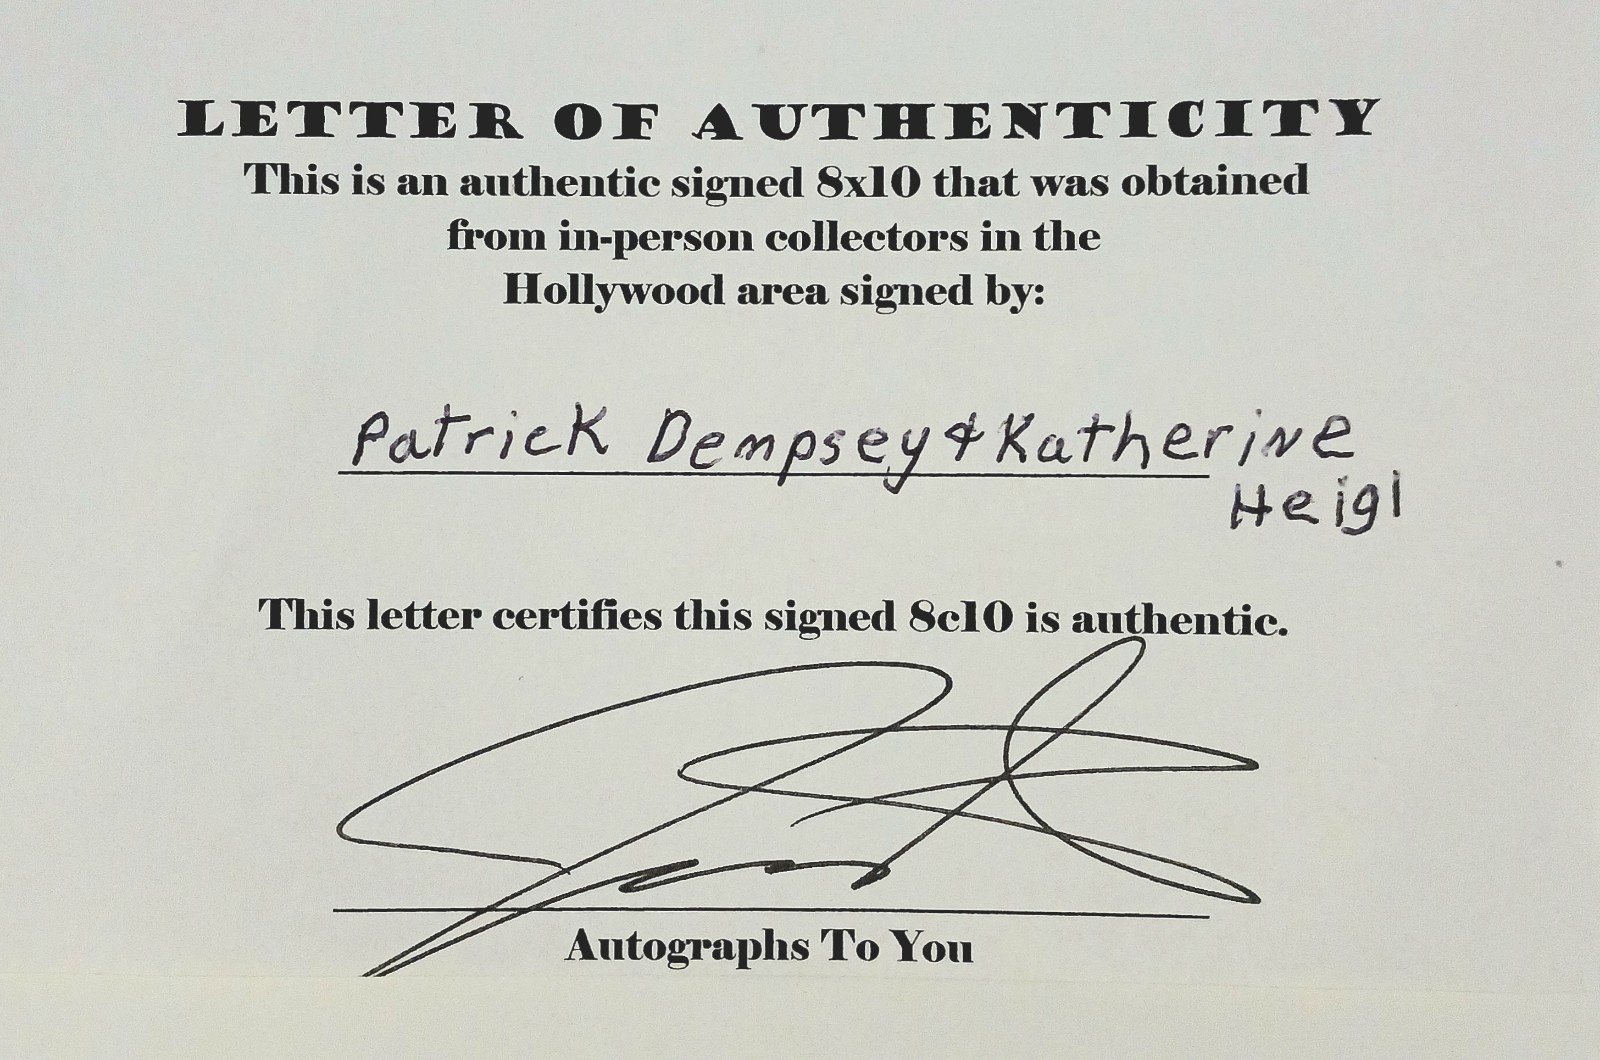 LETTER OF AUTHENTICITY
This is an authentic signed 8x10 that was obtained
from in-person collectors in the
Hollywood area signed by:
Patrick Dempsey & Katherine
Heigl
This letter certifies this signed 8c10 is authentic.
Autographs To You